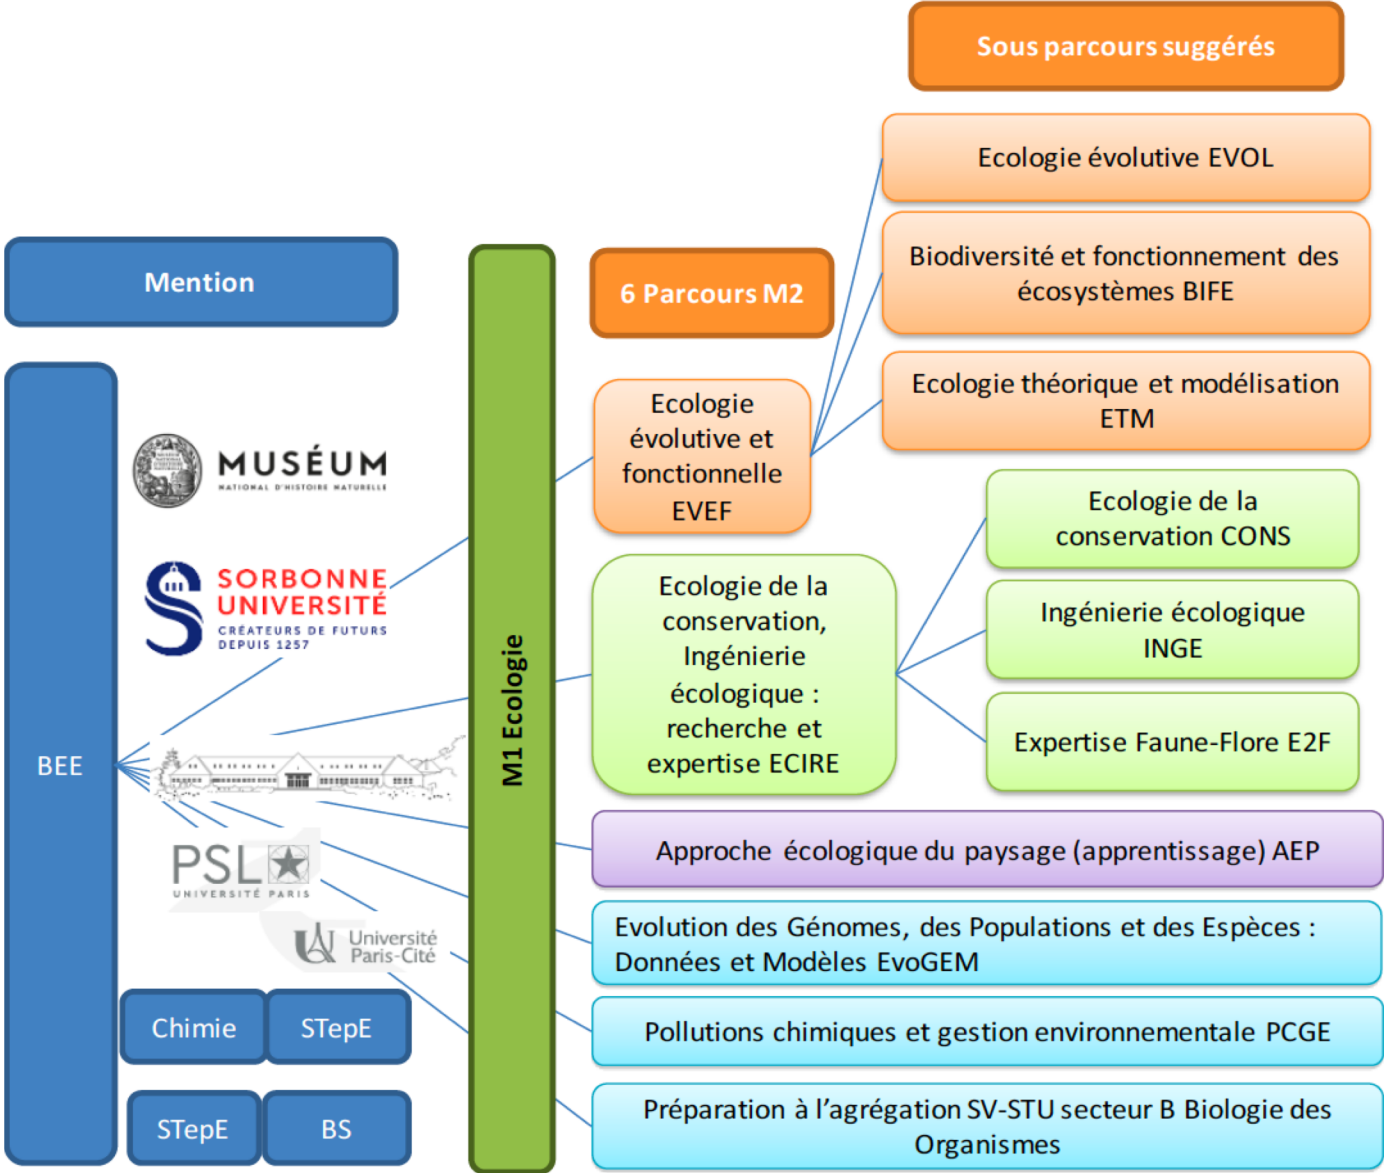 Sous parcours suggérés
Ecologie évolutive EVOL
Biodiversité et fonctionnement des
écosystèmes BIFE
Ecologie théorique et modélisation
ETM
Mention
6 Parcours M2
Ecologie
évolutive et
fonctionnelle
EVEF
MUSÉUM
NATIONAL D'HISTOIRE NATURELLE
SORBONNE
UNIVERSITÉ
CRÉATEURS DE FUTURS
DEPUIS 1257
BEE
PSL
UNIVERSITÉ PARIS
Université
Paris-Cité
Chimie
STepE
STepE
BS
M1 Ecologie
Ecologie de la
conservation,
Ingénierie
écologique :
recherche et
expertise ECIRE
Ecologie de la
conservation CONS
Ingénierie écologique
INGE
Expertise Faune-Flore E2F
Approche écologique du paysage (apprentissage) AEP
Evolution des Génomes, des Populations et des Espèces :
Données et Modèles EvoGEM
Pollutions chimiques et gestion environnementale PCGE
Préparation à l'agrégation SV-STU secteur B Biologie des
Organismes